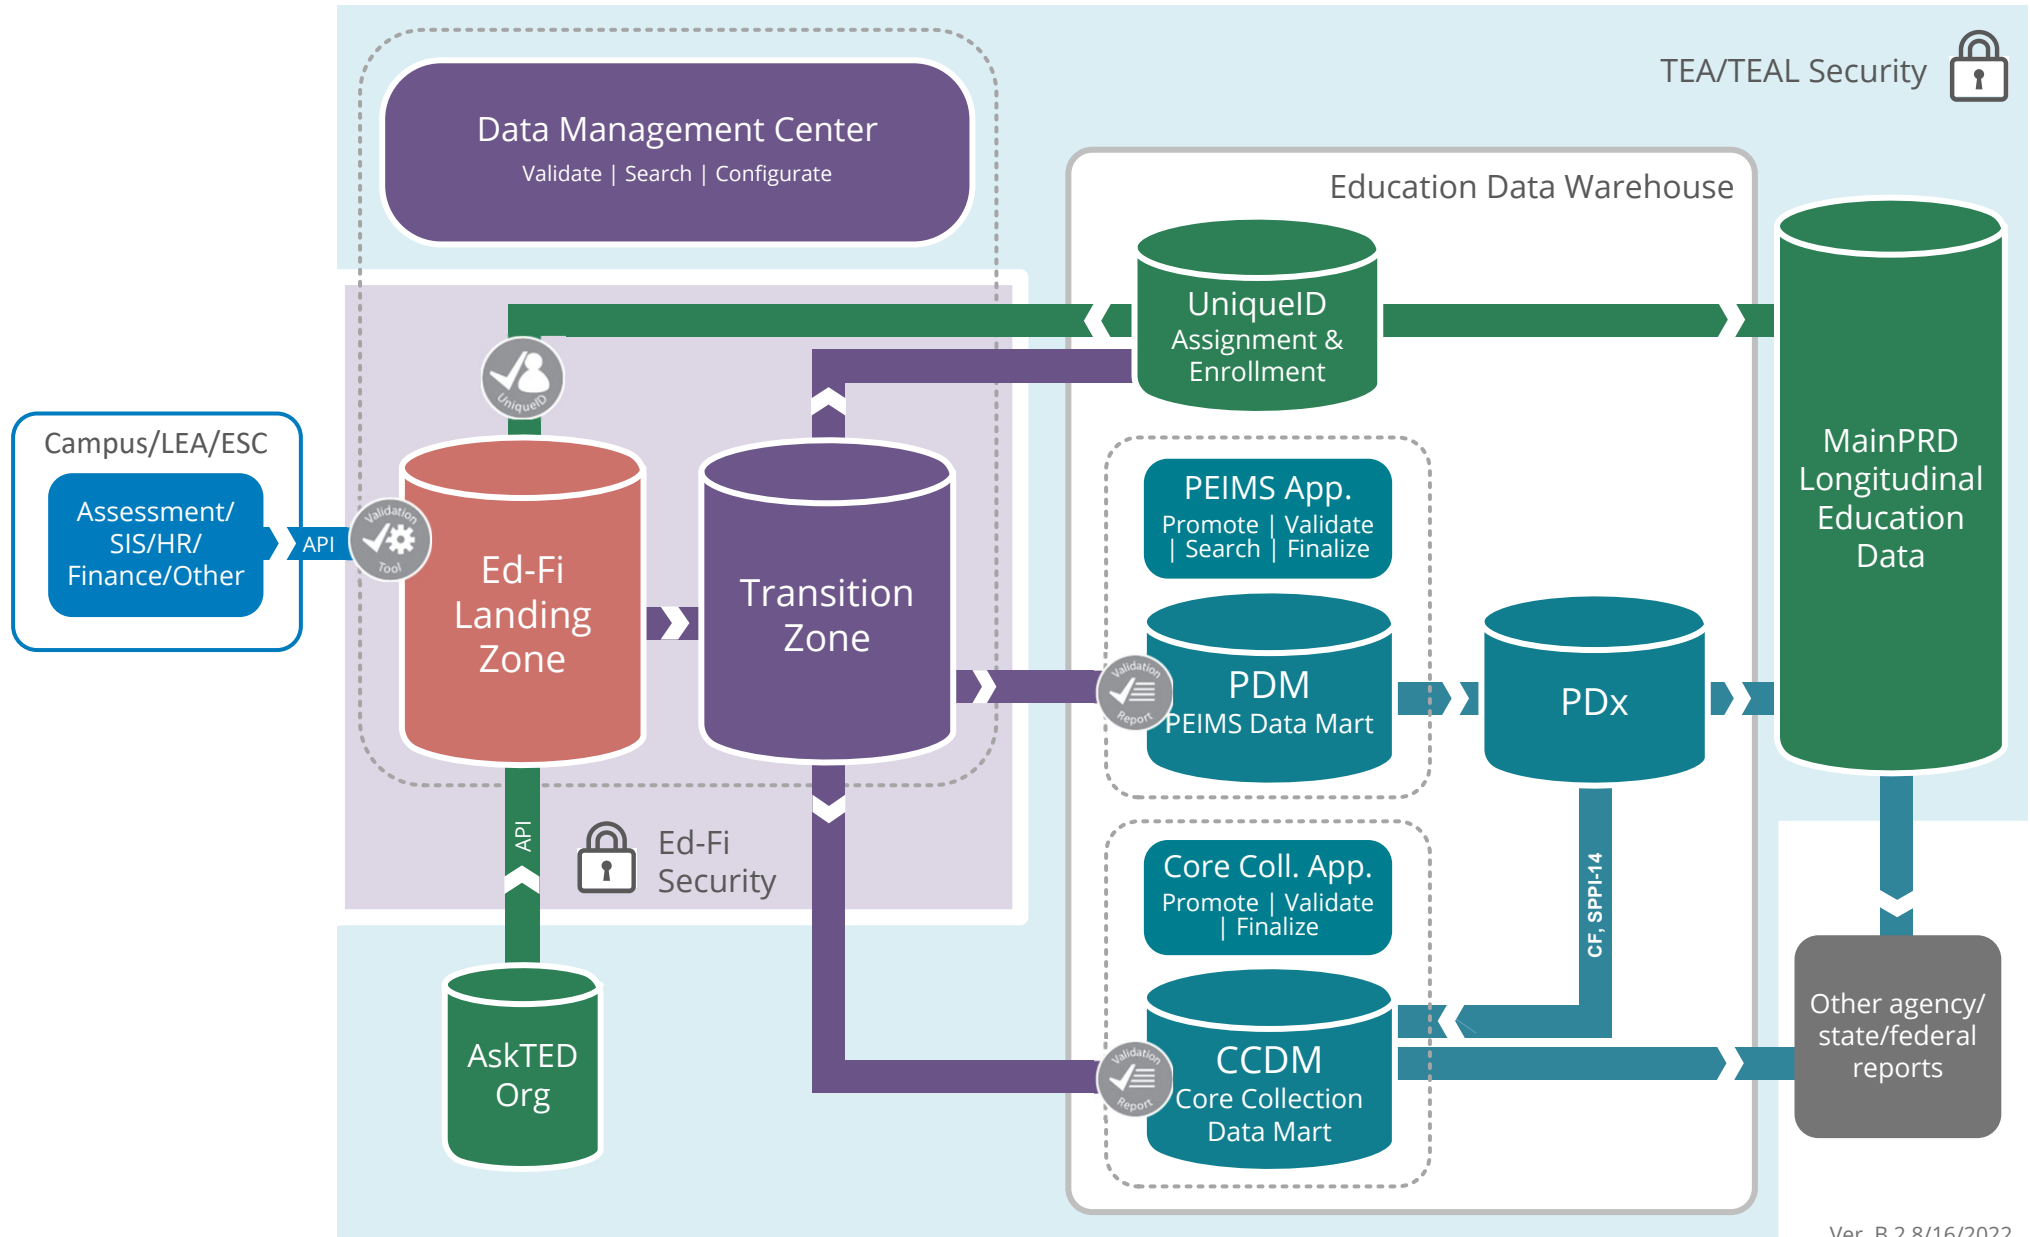 TEA/TEAL Security
Data Management Center
Validate | Search | Configurate
Education Data Warehouse
UniqueID
Assignment &
Enrollment
UniqueID
Campus/LEA/ESC
Assessment/
SIS/HR/
Finance/Other
API
Validation
Tool
Ed-Fi
Landing
Zone
Transition
Zone
PEIMS App.
Promote | Validate
| Search | Finalize
Validation
Report
PDM
PEIMS Data Mart
PDx
MainPRD
Longitudinal
Education
Data
API
Ed-Fi
Security
Core Coll. App.
Promote | Validate
| Finalize
CF, SPPI-14
AskTED
Org
Validation
Report
CCDM
Core Collection
Data Mart
Other agency/
state/federal
reports
Ver. B.2 8/16/2022